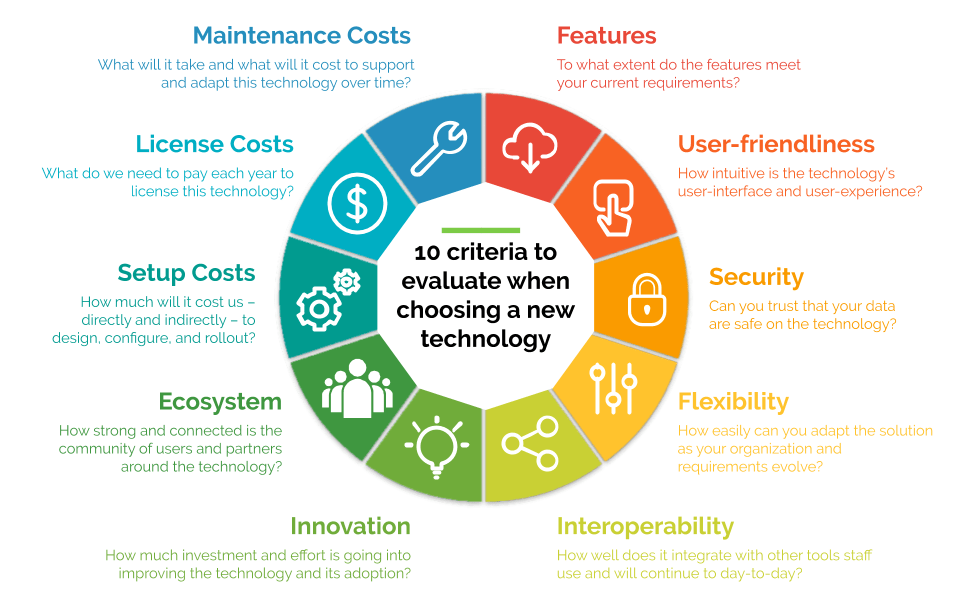 Maintenance Costs
What will it take and what will it cost to support
and adapt this technology over time?
Features
To what extent do the features meet
your current requirements?
License Costs
What do we need to pay each year to
license this technology?
User-friendliness
How intuitive is the technology's
user-interface and user-experience?
10 criteria to
evaluate when
choosing a new
technology
Setup Costs
How much will it cost us –
directly and indirectly – to
design, configure, and rollout?
Security
Can you trust that your data
are safe on the technology?
Ecosystem
How strong and connected is the
community of users and partners
around the technology?
Flexibility
How easily can you adapt the solution
as your organization and
requirements evolve?
Innovation
How much investment and effort is going into
improving the technology and its adoption?
Interoperability
How well does it integrate with other tools staff
use and will continue to day-to-day?